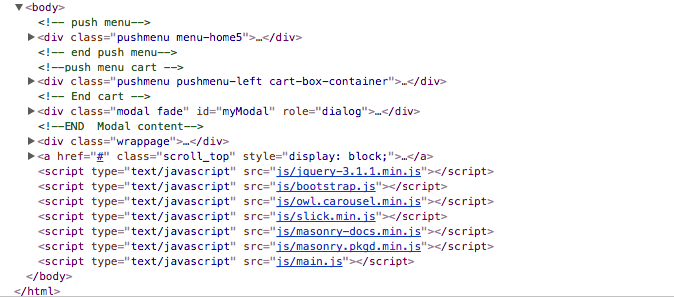 ▼<body>
<!-- push menu-->
▶<div class="pushmenu menu-home5">…</div>
<!-- end push menu-->
<!--push menu cart -->
▶<div class="pushmenu pushmenu-left cart-box-container">…</div>
<!-- End cart -->
▶<div class="modal fade" id="myModal" role="dialog">…</div>
<!--END  Modal content-->
▶<div class="wrappage">…</div>
▶<a href="#" class="scroll_top" style="display: block;">…</a>
<script type="text/javascript" src="js/jquery-3.1.1.min.js"></script>
<script type="text/javascript" src="js/bootstrap.js"></script>
<script type="text/javascript" src="js/owl.carousel.min.js"></script>
<script type="text/javascript" src="js/slick.min.js"></script>
<script type="text/javascript" src="js/masonry-docs.min.js"></script>
<script type="text/javascript" src="js/masonry.pkgd.min.js"></script>
<script type="text/javascript" src="js/main.js"></script>
</body>
</html>